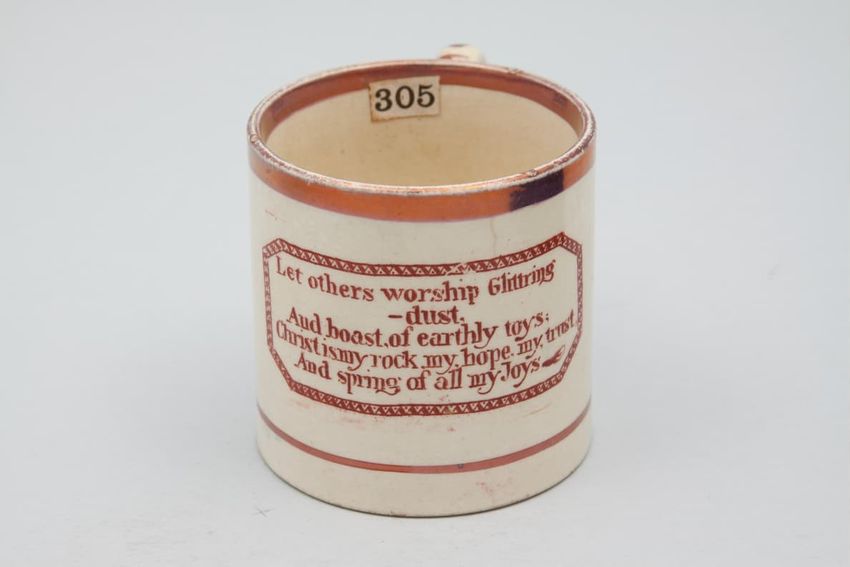 305
Let others worship Glittring
-dust,
And boast, of earthly toys;
Christ is my rock my, hope, my, trust
And spring of all my Joys